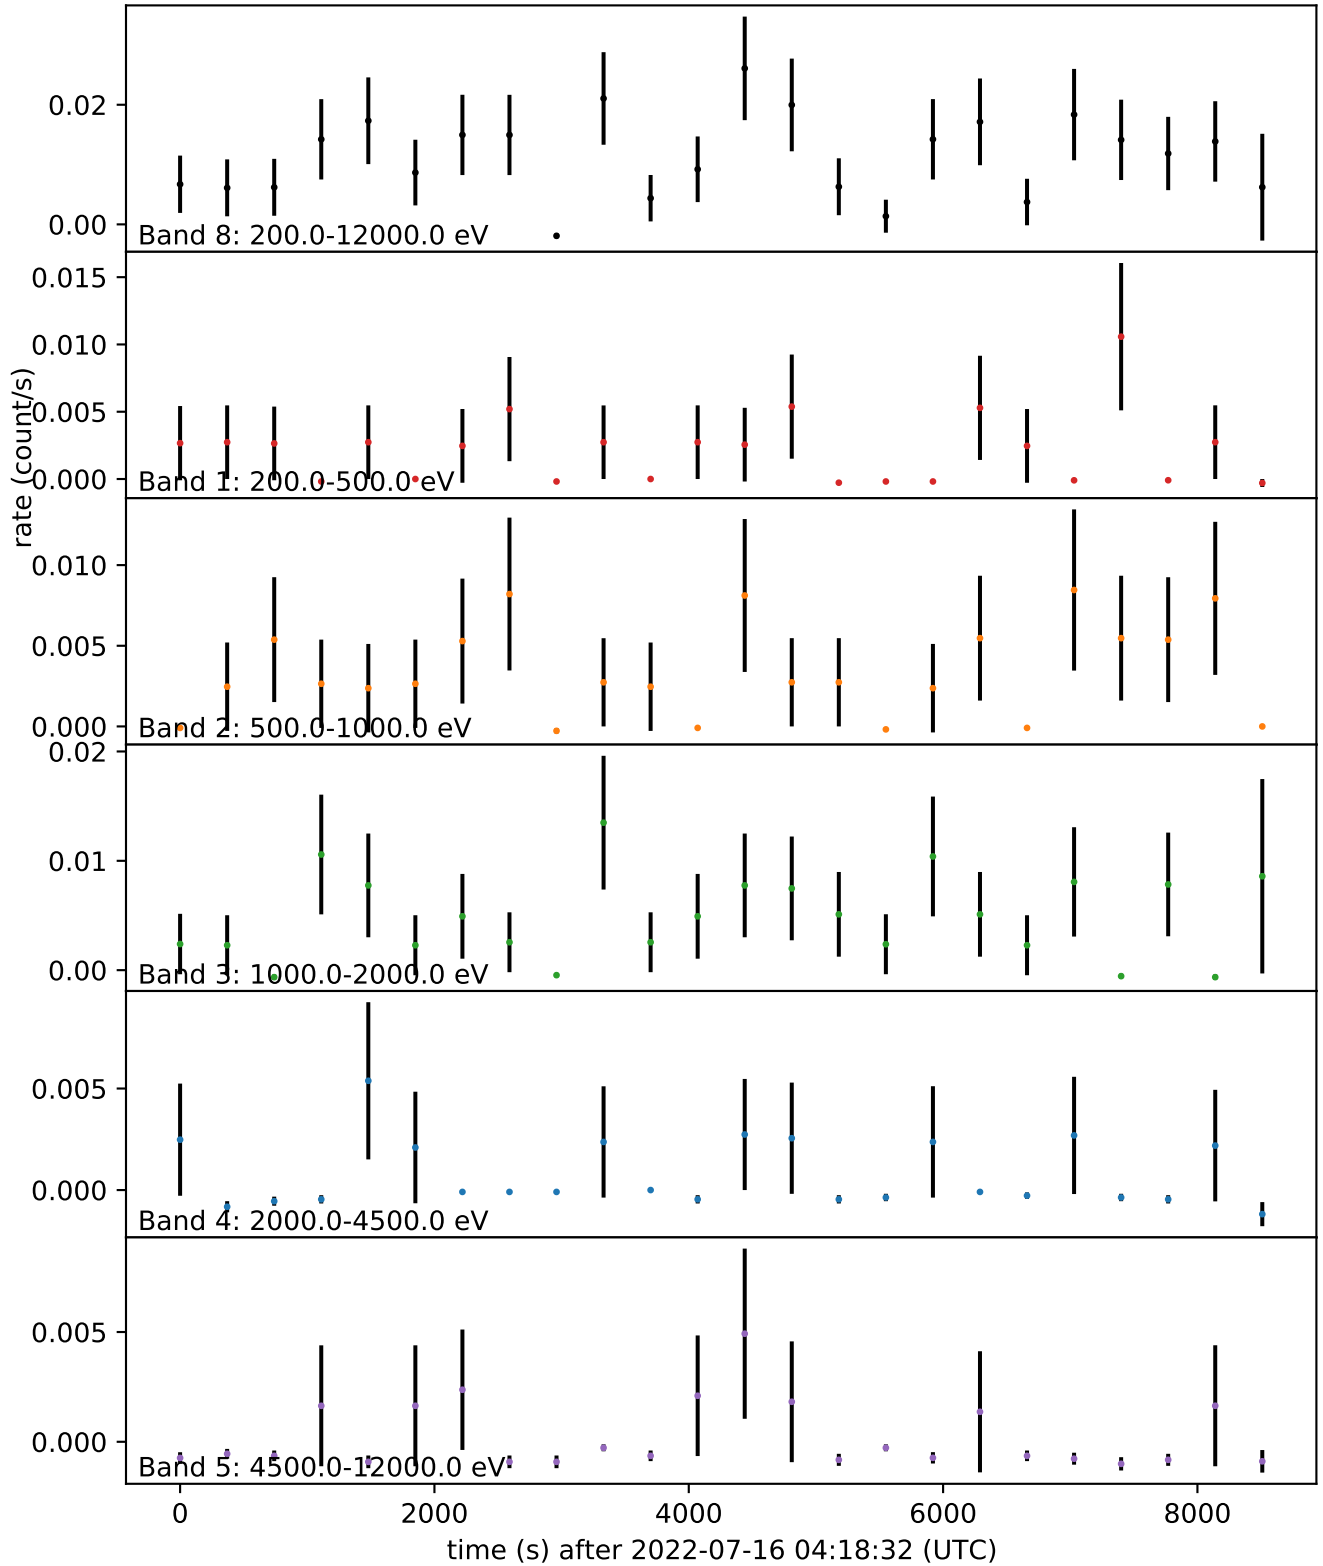 0.02
0.00
Band 8: 200.0-12000.0 eV
0.015
0.010
0.005
0.000
Band 1: 200.0-500.0 eV
rate (count/s)
0.010
0.005
0.000
Band 2: 500.0-1000.0 eV
0.02
0.01
0.00
Band 3: 1000.0-2000.0 eV
0.005
0.000
Band 4: 2000.0-4500.0 eV
0.005
0.000
Band 5: 4500.0-12000.0 eV
0 2000 4000 6000 8000
time (s) after 2022-07-16 04:18:32 (UTC)